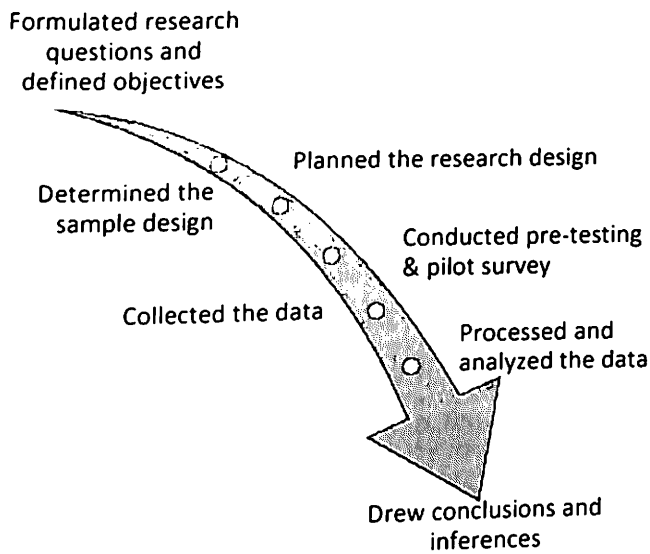 Formulated research
questions and
defined objectives
Planned the research design
Determined the
sample design
Conducted pre-testing
& pilot survey
Collected the data
Processed and
analyzed the data
Drew conclusions and
inferences